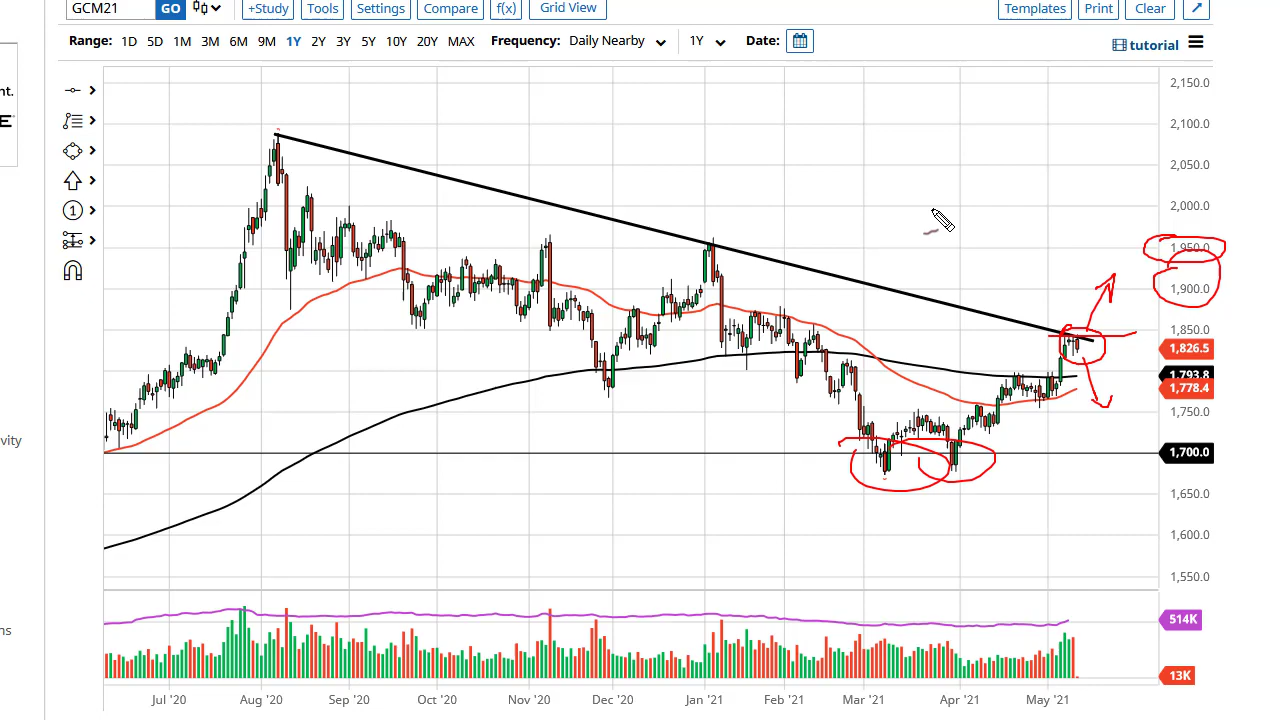 GCM21 GO +Study Tools Settings Compare f(x) Grid View Templates Print Clear
Range: 1D 5D 1M 3M 6M 9M 1Y 2Y 3Y 5Y 10Y 20Y MAX Frequency: Daily Nearby 1Y Date: tutorial
nt.
E
1
vity
ns
2,150.0
2,100.0
2,050.0
2,000.0
1,950.0
1,900.0
1,850.0
1,826.5
1,793.8
1,778.4
1,750.0
1,700.0
1,650.0
1,600.0
1,550.0
514K
13K
Jul '20 Aug '20 Sep '20 Oct '20 Nov '20 Dec '20 Jan '21 Feb '21 Mar '21 Apr '21 May '21